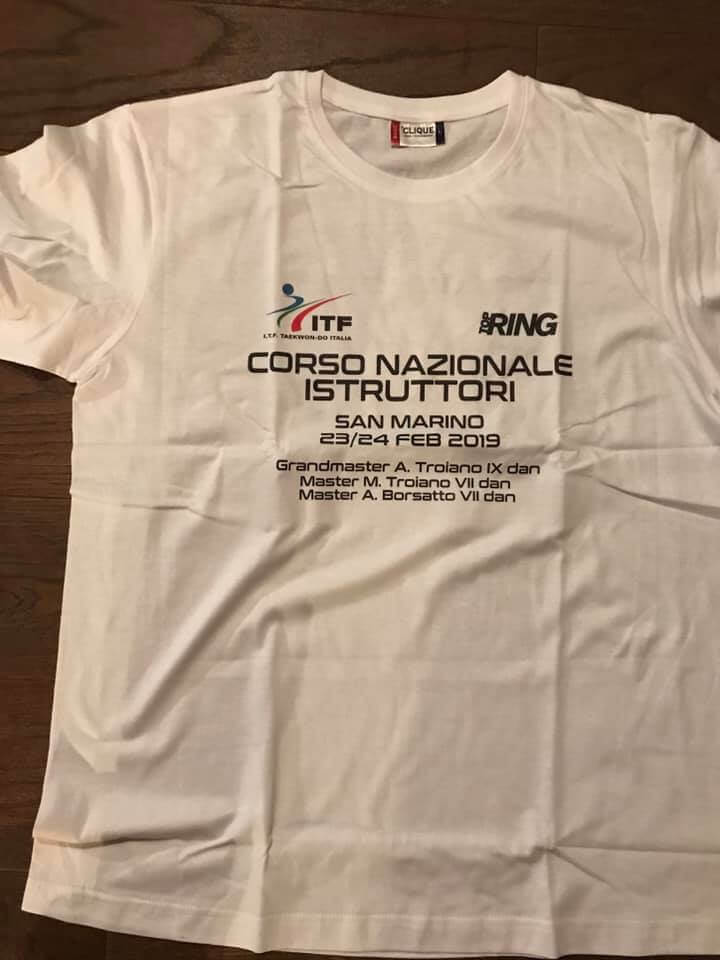 CLIQUE
ITF
I.T.F. TAEKWON-DO ITALIA
TOP RING
CORSO NAZIONALE
ISTRUTTORI
SAN MARINO
23/24 FEB 2019
Grandmaster A. Troiano IX dan
Master M. Troiano VII dan
Master A. Borsatto VII dan